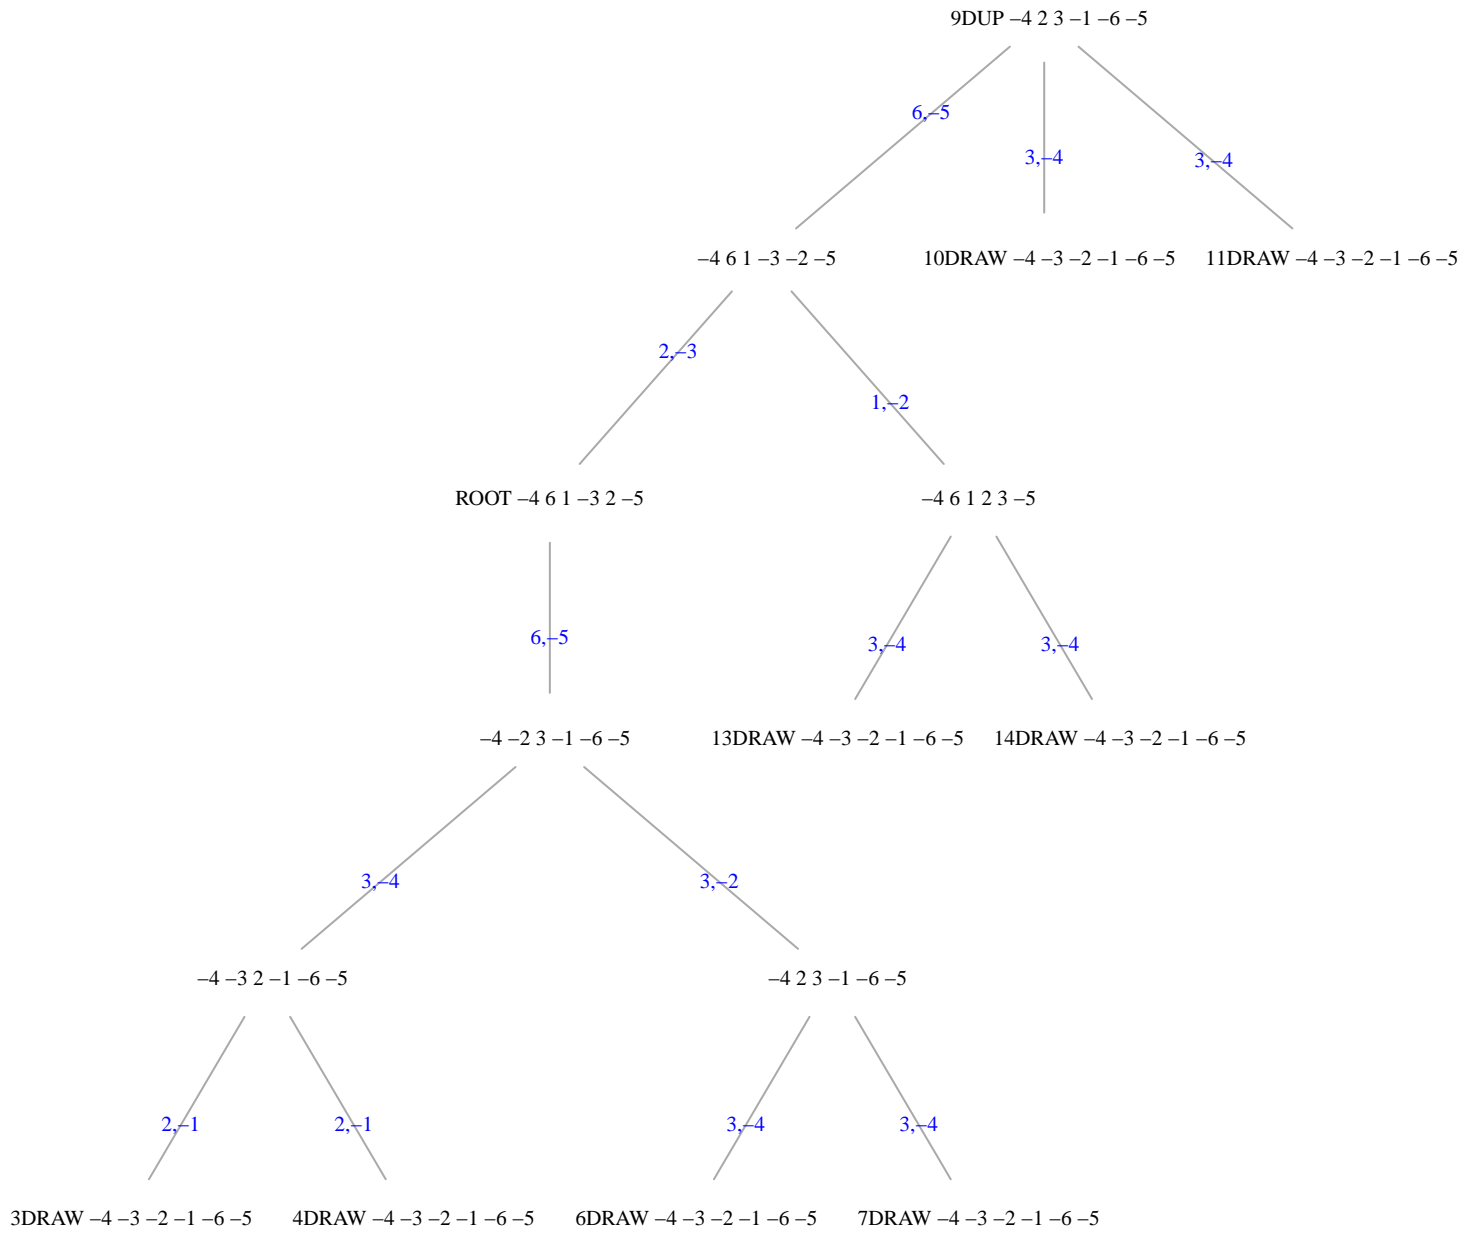 9DUP –4 2 3 –1 –6 –5
6,–5
3,–4
3,–4
–4 6 1 –3 –2 –5
10DRAW –4 –3 –2 –1 –6 –5
11DRAW –4 –3 –2 –1 –6 –5
2,–3
1,–2
ROOT –4 6 1 –3 2 –5
–4 6 1 2 3 –5
6,–5
3,–4
3,–4
–4 –2 3 –1 –6 –5
13DRAW –4 –3 –2 –1 –6 –5
14DRAW –4 –3 –2 –1 –6 –5
3,–4
3,–2
–4 –3 2 –1 –6 –5
–4 2 3 –1 –6 –5
2,–1
2,–1
3,–4
3,–4
3DRAW –4 –3 –2 –1 –6 –5
4DRAW –4 –3 –2 –1 –6 –5
6DRAW –4 –3 –2 –1 –6 –5
7DRAW –4 –3 –2 –1 –6 –5